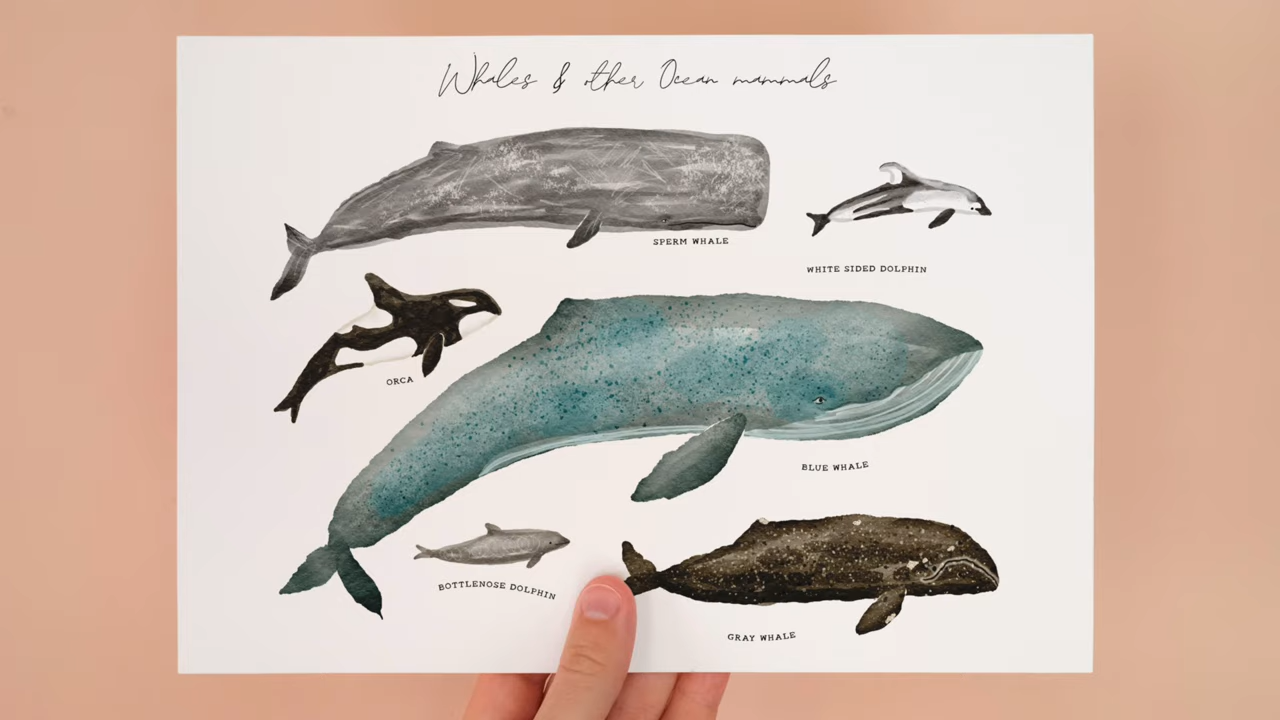 Whales & other Ocean mammals
SPERM WHALE
WHITE SIDED DOLPHIN
ORCA
BLUE WHALE
BOTTLENOSE DOLPHIN
GRAY WHALE